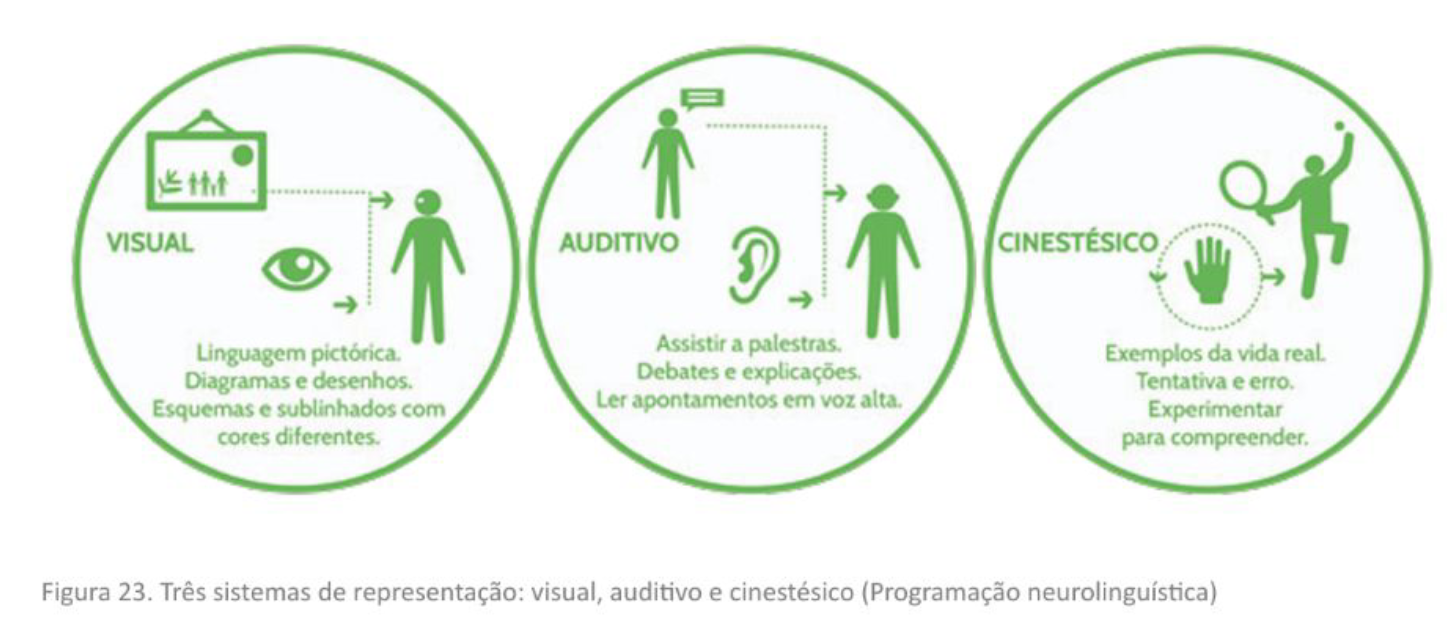 VISUAL
Linguagem pictórica.
Diagramas e desenhos.
Esquemas e sublinhados com
cores diferentes.
AUDITIVO
Assistir a palestras.
Debates e explicações.
Ler apontamentos em voz alta.
CINESTÉSICO
Exemplos da vida real.
Tentativa e erro.
Experimentar
para compreender.
Figura 23. Três sistemas de representação: visual, auditivo e cinestésico (Programação neurolinguística)